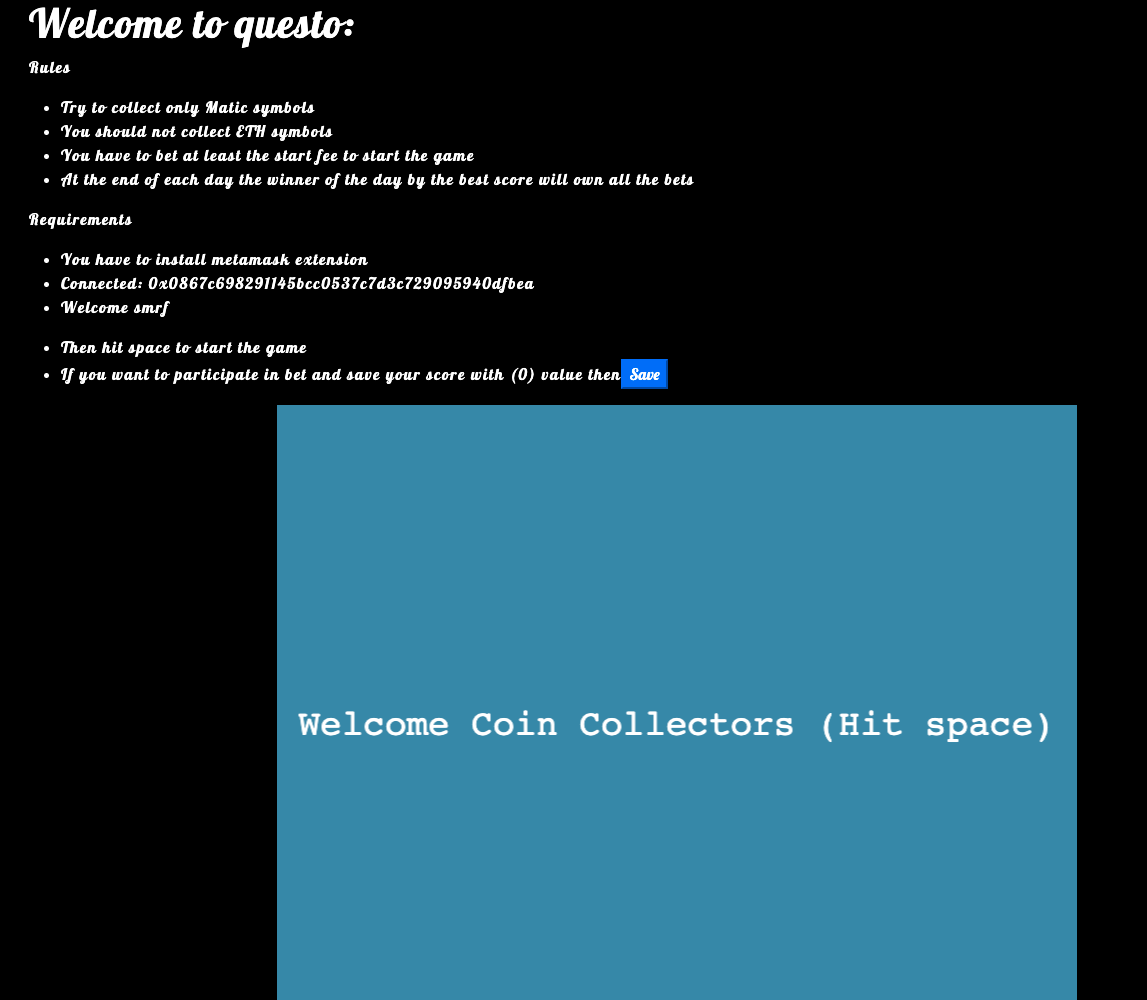 Welcome to questo:
Rules
Try to collect only Matic symbols
You should not collect ETH symbols
You have to bet at least the start fee to start the game
At the end of each day the winner of the day by the best score will own all the bets
Requirements
You have to install metamask extension
Connected: 0x0867c698291145bcc0537c7d3c729095940dfbea
Welcome smrf
Then hit space to start the game
If you want to participate in bet and save your score with (0) value then Save
Welcome Coin Collectors (Hit space)